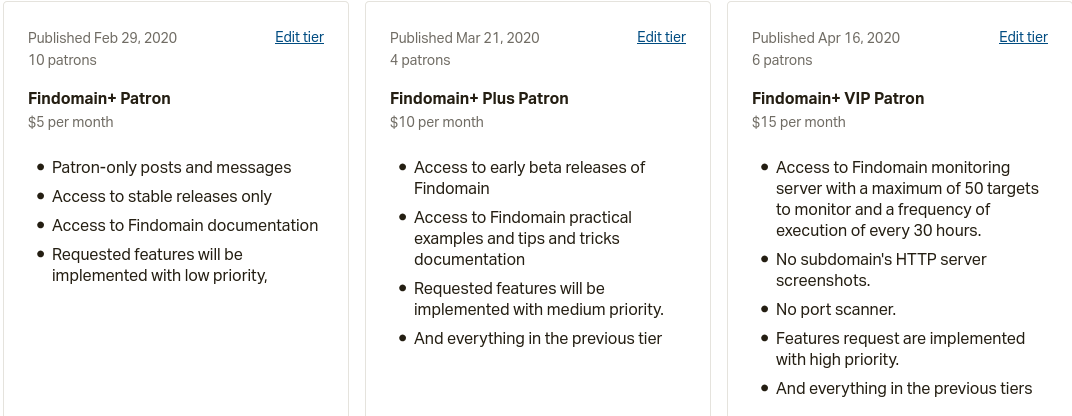 Published Feb 29, 2020
Edit tier
10 patrons
Findomain+ Patron
$5 per month
● Patron-only posts and messages
● Access to stable releases only
● Access to Findomain documentation
● Requested features will be
implemented with low priority,
Published Mar 21, 2020
Edit tier
4 patrons
Findomain+ Plus Patron
$10 per month
● Access to early beta releases of
Findomain
● Access to Findomain practical
examples and tips and tricks
documentation
● Requested features will be
implemented with medium priority.
● And everything in the previous tier
Published Apr 16, 2020
Edit tier
6 patrons
Findomain+ VIP Patron
$15 per month
● Access to Findomain monitoring
server with a maximum of 50 targets
to monitor and a frequency of
execution of every 30 hours.
● No subdomain's HTTP server
screenshots.
● No port scanner.
● Features request are implemented
with high priority.
● And everything in the previous tiers